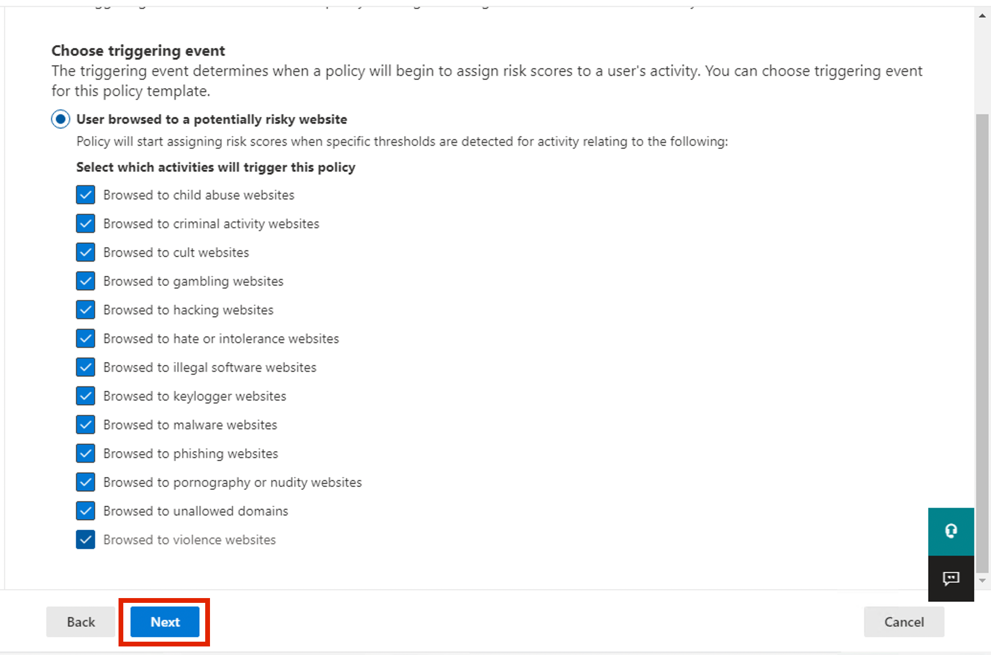 Choose triggering event
The triggering event determines when a policy will begin to assign risk scores to a user's activity. You can choose triggering event
for this policy template.
User browsed to a potentially risky website
Policy will start assigning risk scores when specific thresholds are detected for activity relating to the following:
Select which activities will trigger this policy
Browsed to child abuse websites
Browsed to criminal activity websites
Browsed to cult websites
Browsed to gambling websites
Browsed to hacking websites
Browsed to hate or intolerance websites
Browsed to illegal software websites
Browsed to keylogger websites
Browsed to malware websites
Browsed to phishing websites
Browsed to pornography or nudity websites
Browsed to unallowed domains
Browsed to violence websites
Back
Next
Cancel